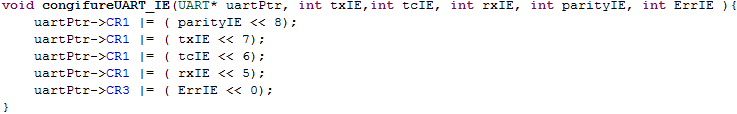 void congifureUART_IE(UART* uartPtr, int txIE,int tcIE, int rxIE, int parityIE, int ErrIE ){
uartPtr->CR1 |= ( parityIE << 8);
uartPtr->CR1 |= ( txIE << 7);
uartPtr->CR1 |= ( tcIE << 6);
uartPtr->CR1 |= ( rxIE << 5);
uartPtr->CR3 |= ( ErrIE << 0);
}